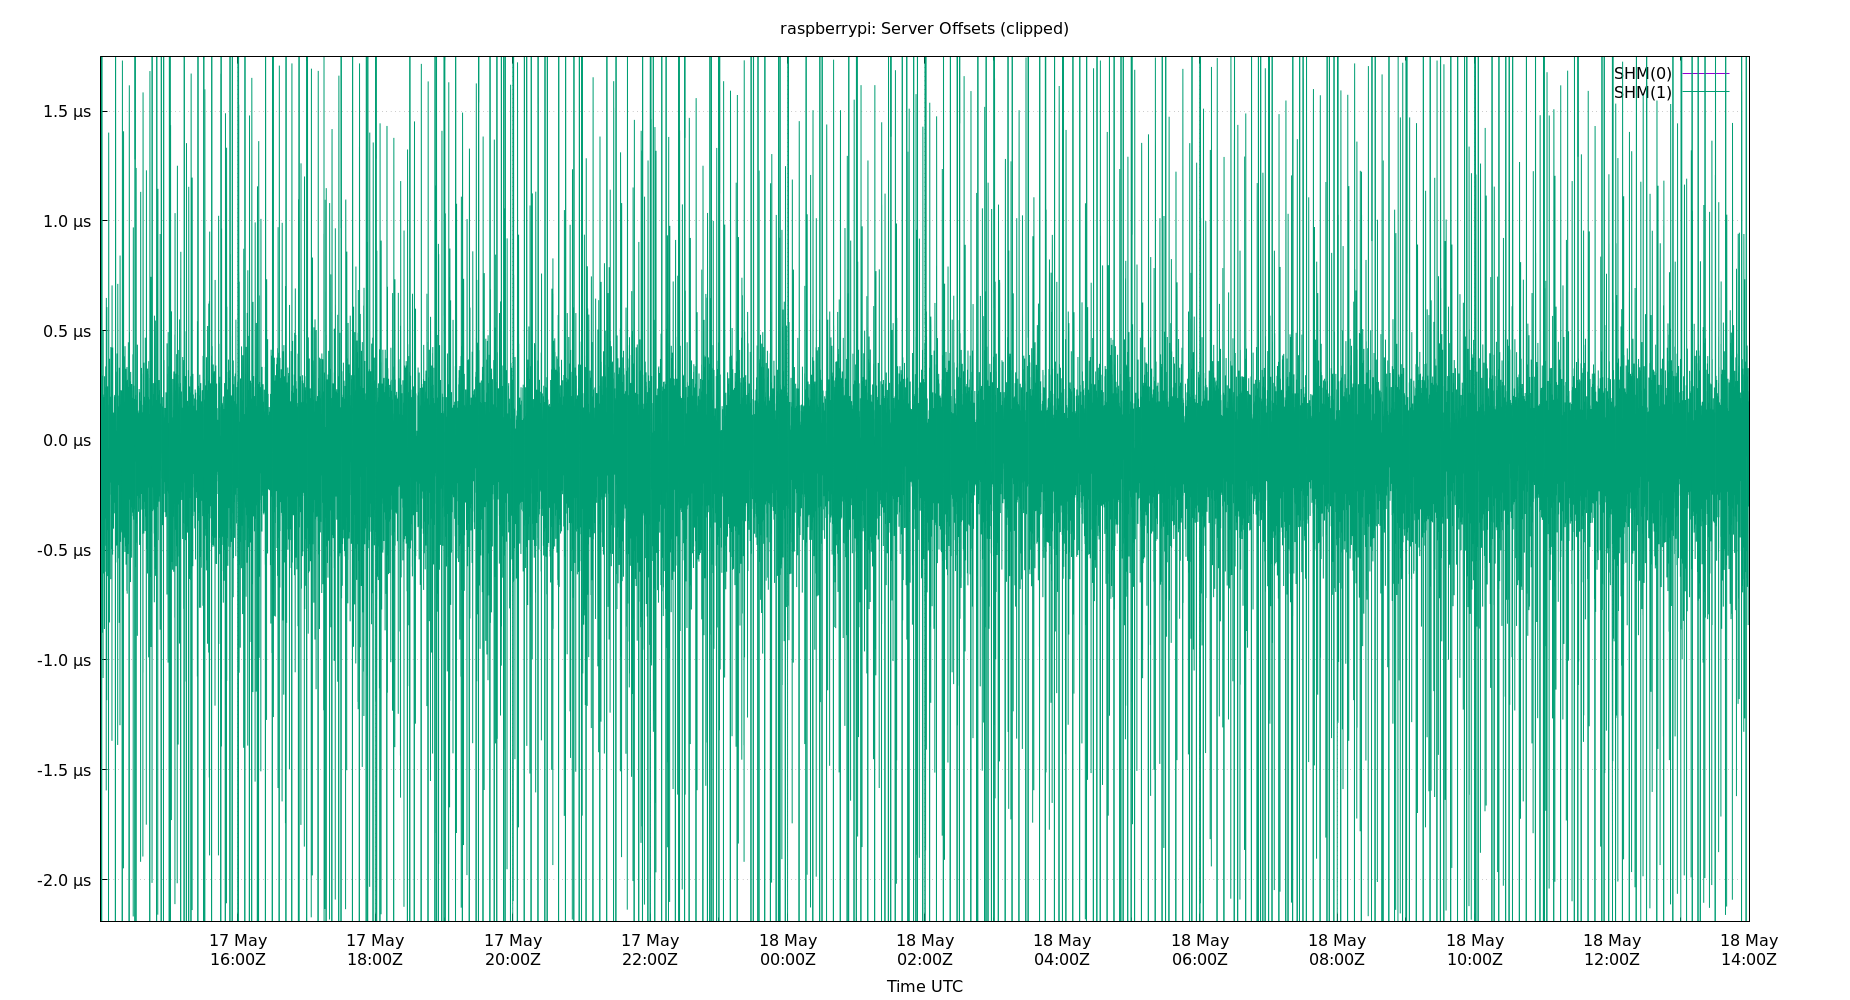 raspberrypi: Server Offsets (clipped)
SHM(0)
SHM(1)
1.5 µs
1.0 µs
0.5 µs
0.0 µs
-0.5 µs
-1.0 µs
-1.5 µs
-2.0 µs
17 May 17 May 17 May 17 May 18 May 18 May 18 May 18 May 18 May 18 May 18 May 18 May
16:00Z 18:00Z 20:00Z 22:00Z 00:00Z 02:00Z 04:00Z 06:00Z 08:00Z 10:00Z 12:00Z 14:00Z
Time UTC